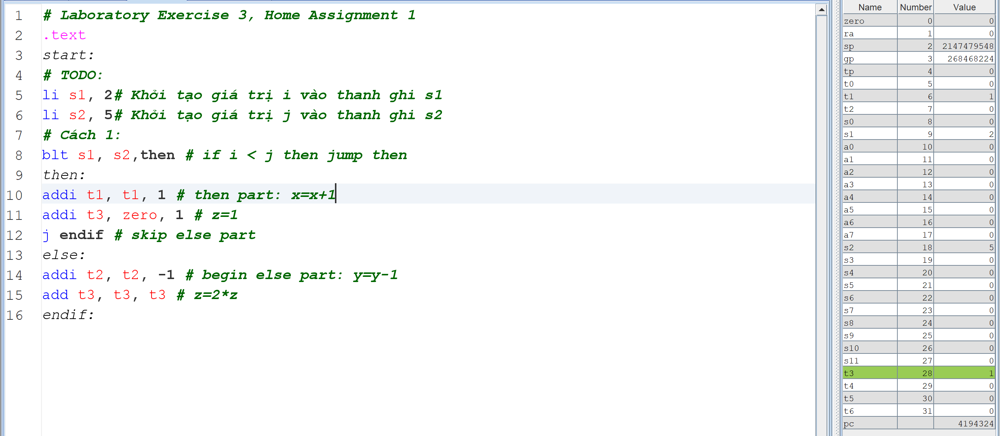 1 # Laboratory Exercise 3, Home Assignment 1
2 .text
3 start:
4 # TODO:
5 li s1, 2# Khởi tạo giá trị i vào thanh ghi s1
6 li s2, 5# Khởi tạo giá trị j vào thanh ghi s2
7 # Cách 1:
8 blt s1, s2,then # if i < j then jump then
9 then:
10 addi t1, t1, 1 # then part: x=x+1
11 addi t3, zero, 1 # z=1
12 j endif # skip else part
13 else:
14 addi t2, t2, -1 # begin else part: y=y-1
15 add t3, t3, t3 # z=2*z
16 endif:
Name Number Value
zero 0 0
ra 1 0
sp 2 2147479548
gp 3 268468224
tp 4 0
t0 5 0
t1 6 1
t2 7 0
s0 8 0
s1 9 2
a0 10 0
a1 11 0
a2 12 0
a3 13 0
a4 14 0
a5 15 0
a6 16 0
a7 17 0
s2 18 5
s3 19 0
s4 20 0
s5 21 0
s6 22 0
s7 23 0
s8 24 0
s9 25 0
s10 26 0
s11 27 0
t3 28 1
t4 29 0
t5 30 0
t6 31 0
pc 4194324